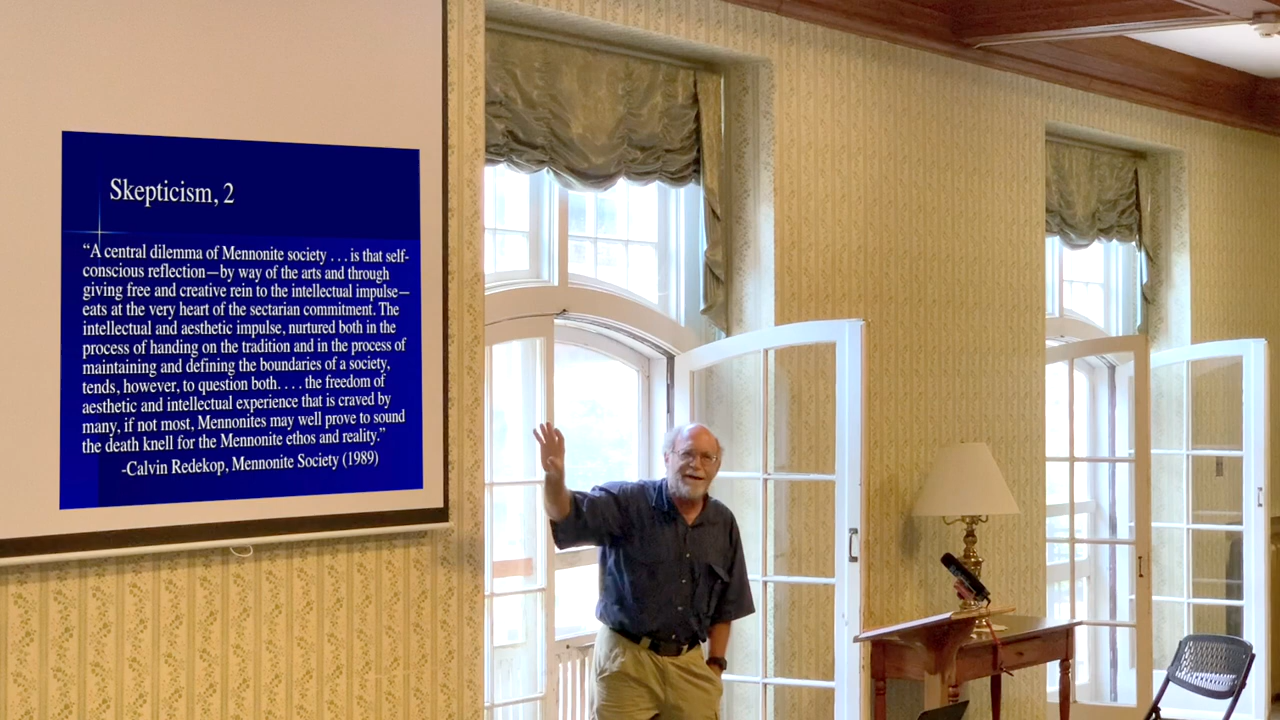 Skepticism, 2
“A central dilemma of Mennonite society . . . is that self-
conscious reflection—by way of the arts and through
giving free and creative rein to the intellectual impulse—
eats at the very heart of the sectarian commitment. The
intellectual and aesthetic impulse, nurtured both in the
process of handing on the tradition and in the process of
maintaining and defining the boundaries of a society,
tends, however, to question both. . . . the freedom of
aesthetic and intellectual experience that is craved by
many, if not most, Mennonites may well prove to sound
the death knell for the Mennonite ethos and reality.”
-Calvin Redekop, Mennonite Society (1989)